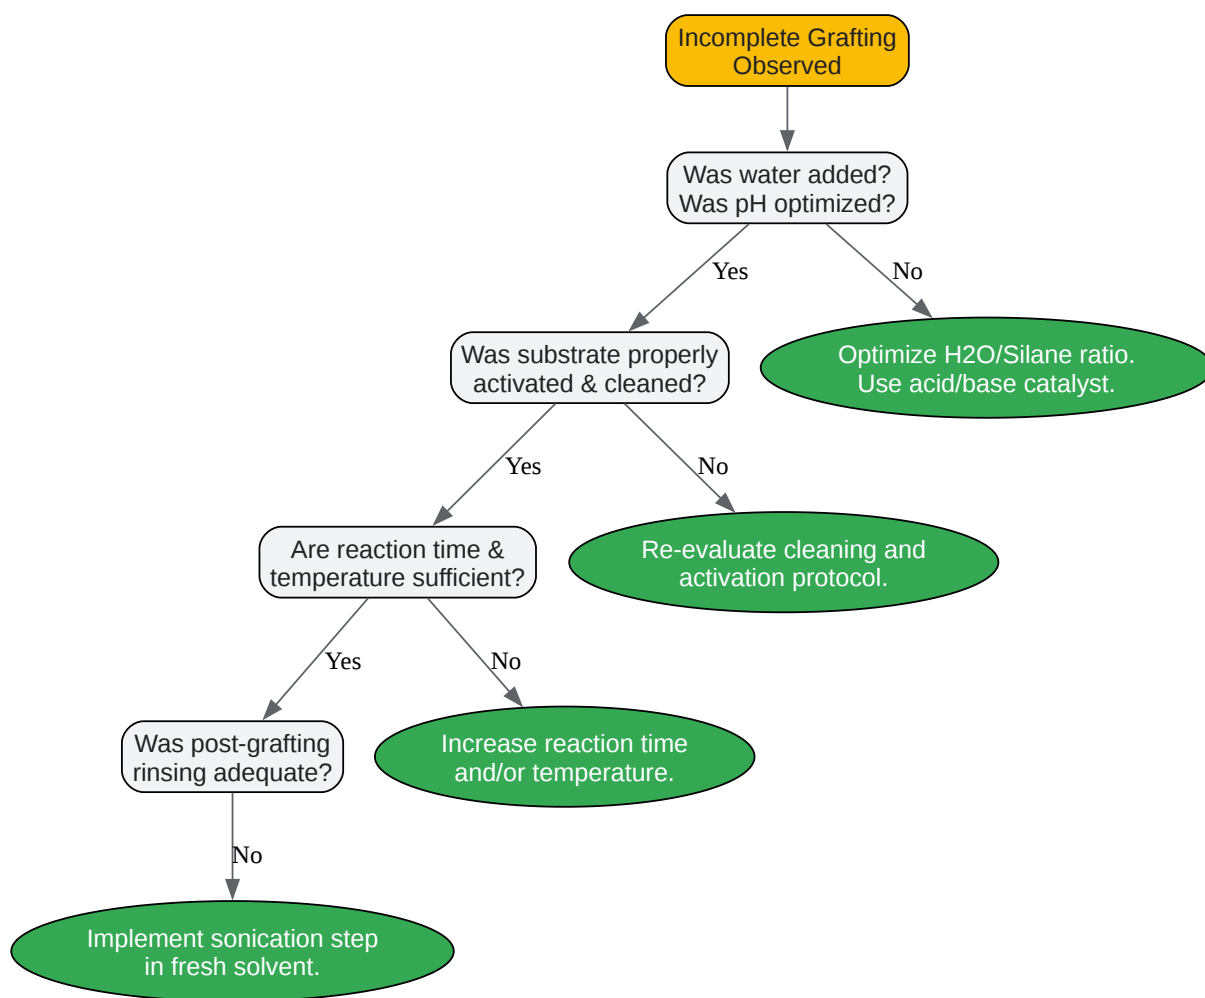 Incomplete Grafting
Observed
Was water added?
Was pH optimized?
Yes
No
Was substrate properly
activated & cleaned?
Optimize H2O/Silane ratio.
Use acid/base catalyst.
Yes
No
Are reaction time &
temperature sufficient?
Re-evaluate cleaning and
activation protocol.
Yes
No
Was post-grafting
rinsing adequate?
Increase reaction time
and/or temperature.
No
Implement sonication step
in fresh solvent.